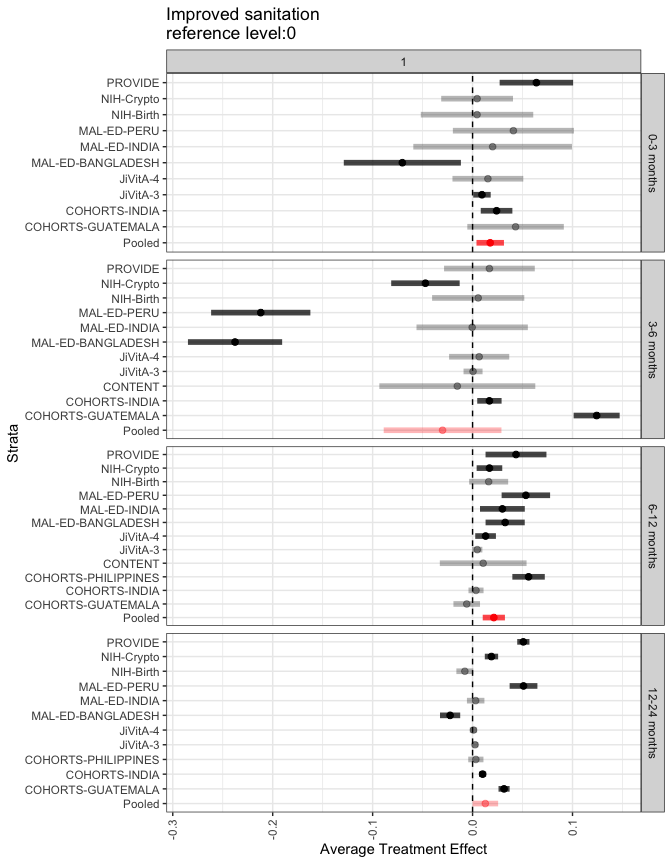 Improved sanitation
reference level:0
1
PROVIDE
NIH-Crypto
NIH-Birth
MAL-ED-PERU
MAL-ED-INDIA
MAL-ED-BANGLADESH
JiVitA-4
JiVitA-3
COHORTS-INDIA
COHORTS-GUATEMALA
Pooled
0-3 months
PROVIDE
NIH-Crypto
NIH-Birth
MAL-ED-PERU
MAL-ED-INDIA
MAL-ED-BANGLADESH
JiVitA-4
JiVitA-3
CONTENT
COHORTS-INDIA
COHORTS-GUATEMALA
Pooled
3-6 months
Strata
PROVIDE
NIH-Crypto
NIH-Birth
MAL-ED-PERU
MAL-ED-INDIA
MAL-ED-BANGLADESH
JiVitA-4
JiVitA-3
CONTENT
COHORTS-PHILIPPINES
COHORTS-INDIA
COHORTS-GUATEMALA
Pooled
6-12 months
PROVIDE
NIH-Crypto
NIH-Birth
MAL-ED-PERU
MAL-ED-INDIA
MAL-ED-BANGLADESH
JiVitA-4
JiVitA-3
COHORTS-PHILIPPINES
COHORTS-INDIA
COHORTS-GUATEMALA
Pooled
12-24 months
-0.3
-0.2
-0.1
0.0
0.1
Average Treatment Effect